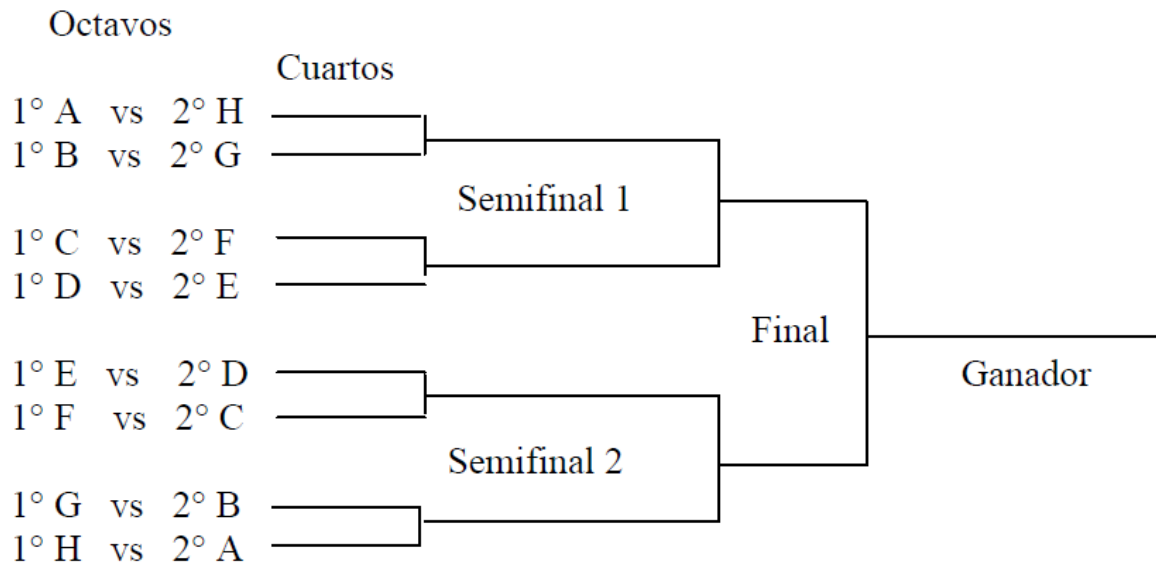 Octavos
Cuartos
1° A vs 2° H
1° B vs 2° G
Semifinal 1
1° C vs 2° F
1° D vs 2° E
Final
1° E vs 2° D
Ganador
1° F vs 2° C
Semifinal 2
1° G vs 2° B
1° H vs 2° A